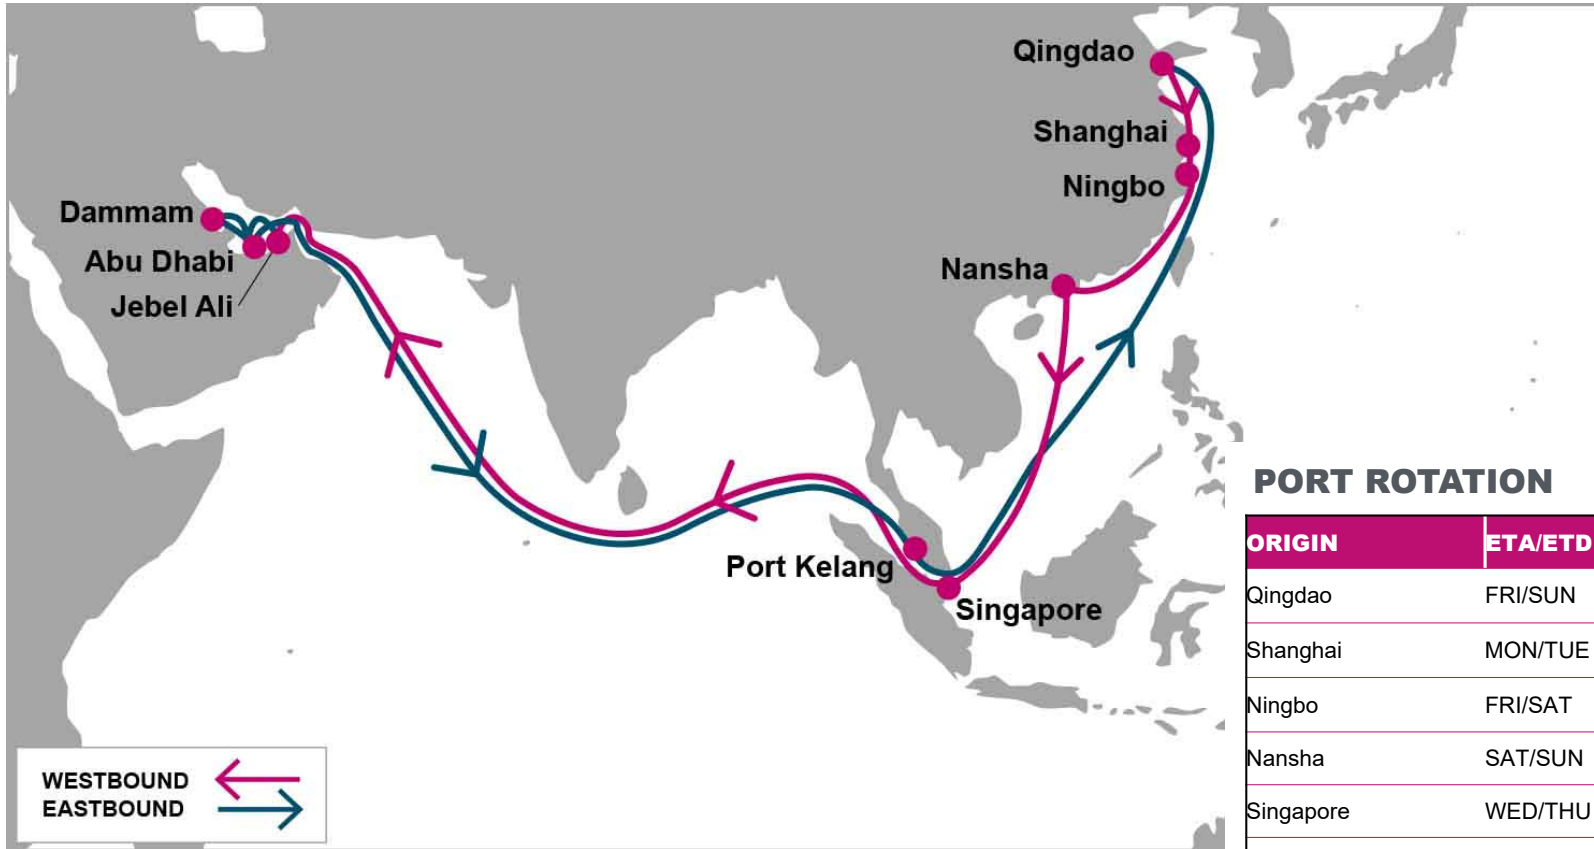 Qingdao
Shanghai
Ningbo
Nansha
Dammam
Abu Dhabi
Jebel Ali
Port Kelang
Singapore
WESTBOUND
EASTBOUND
PORT ROTATION
ORIGIN ETA/ETD
Qingdao FRI/SUN
Shanghai MON/TUE
Ningbo FRI/SAT
Nansha SAT/SUN
Singapore WED/THU